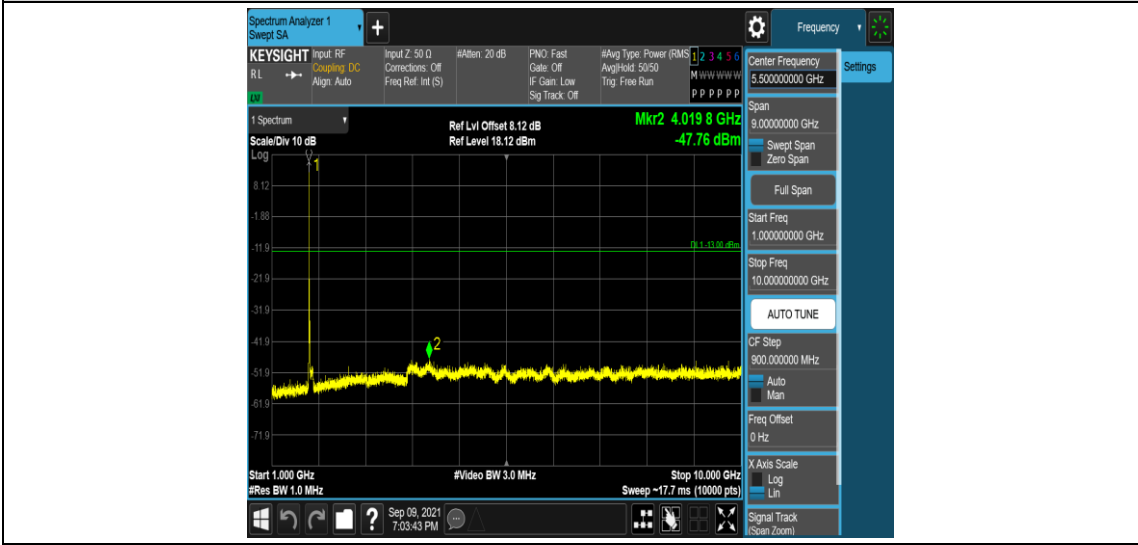 Spectrum Analyzer 1
Swept SA
+
Frequency
KEYSIGHT
RL
Input: RF
Coupling: DC
Align: Auto
Input Z: 50 Ω
Corrections: Off
Freq Ref: Int (S)
#Atten: 20 dB
PNO: Fast
Gate: Off
IF Gain: Low
Sig Track: Off
#Avg Type: Power (RMS
Avg|Hold: 50/50
Trig: Free Run
1 2 3 4 5 6
M W W W W W
P P P P P P
1 Spectrum
Scale/Div 10 dB
Log
Ref Lvl Offset 8.12 dB
Ref Level 18.12 dBm
Mkr2 4.019 8 GHz
-47.76 dBm
1
8.12
-1.88
-11.9
DL1 -13.00 dBm
-21.9
-31.9
-41.9
2
-51.9
-61.9
-71.9
Start 1.000 GHz
#Video BW 3.0 MHz
Stop 10.000 GHz
#Res BW 1.0 MHz
Sweep ~17.7 ms (10000 pts)
?
Sep 09, 2021
7:03:43 PM
Center Frequency
5.500000000 GHz
Settings
Span
9.00000000 GHz
Swept Span
Zero Span
Full Span
Start Freq
1.000000000 GHz
Stop Freq
10.000000000 GHz
AUTO TUNE
CF Step
900.000000 MHz
Auto
Man
Freq Offset
0 Hz
X Axis Scale
Log
Lin
Signal Track
(Span Zoom)